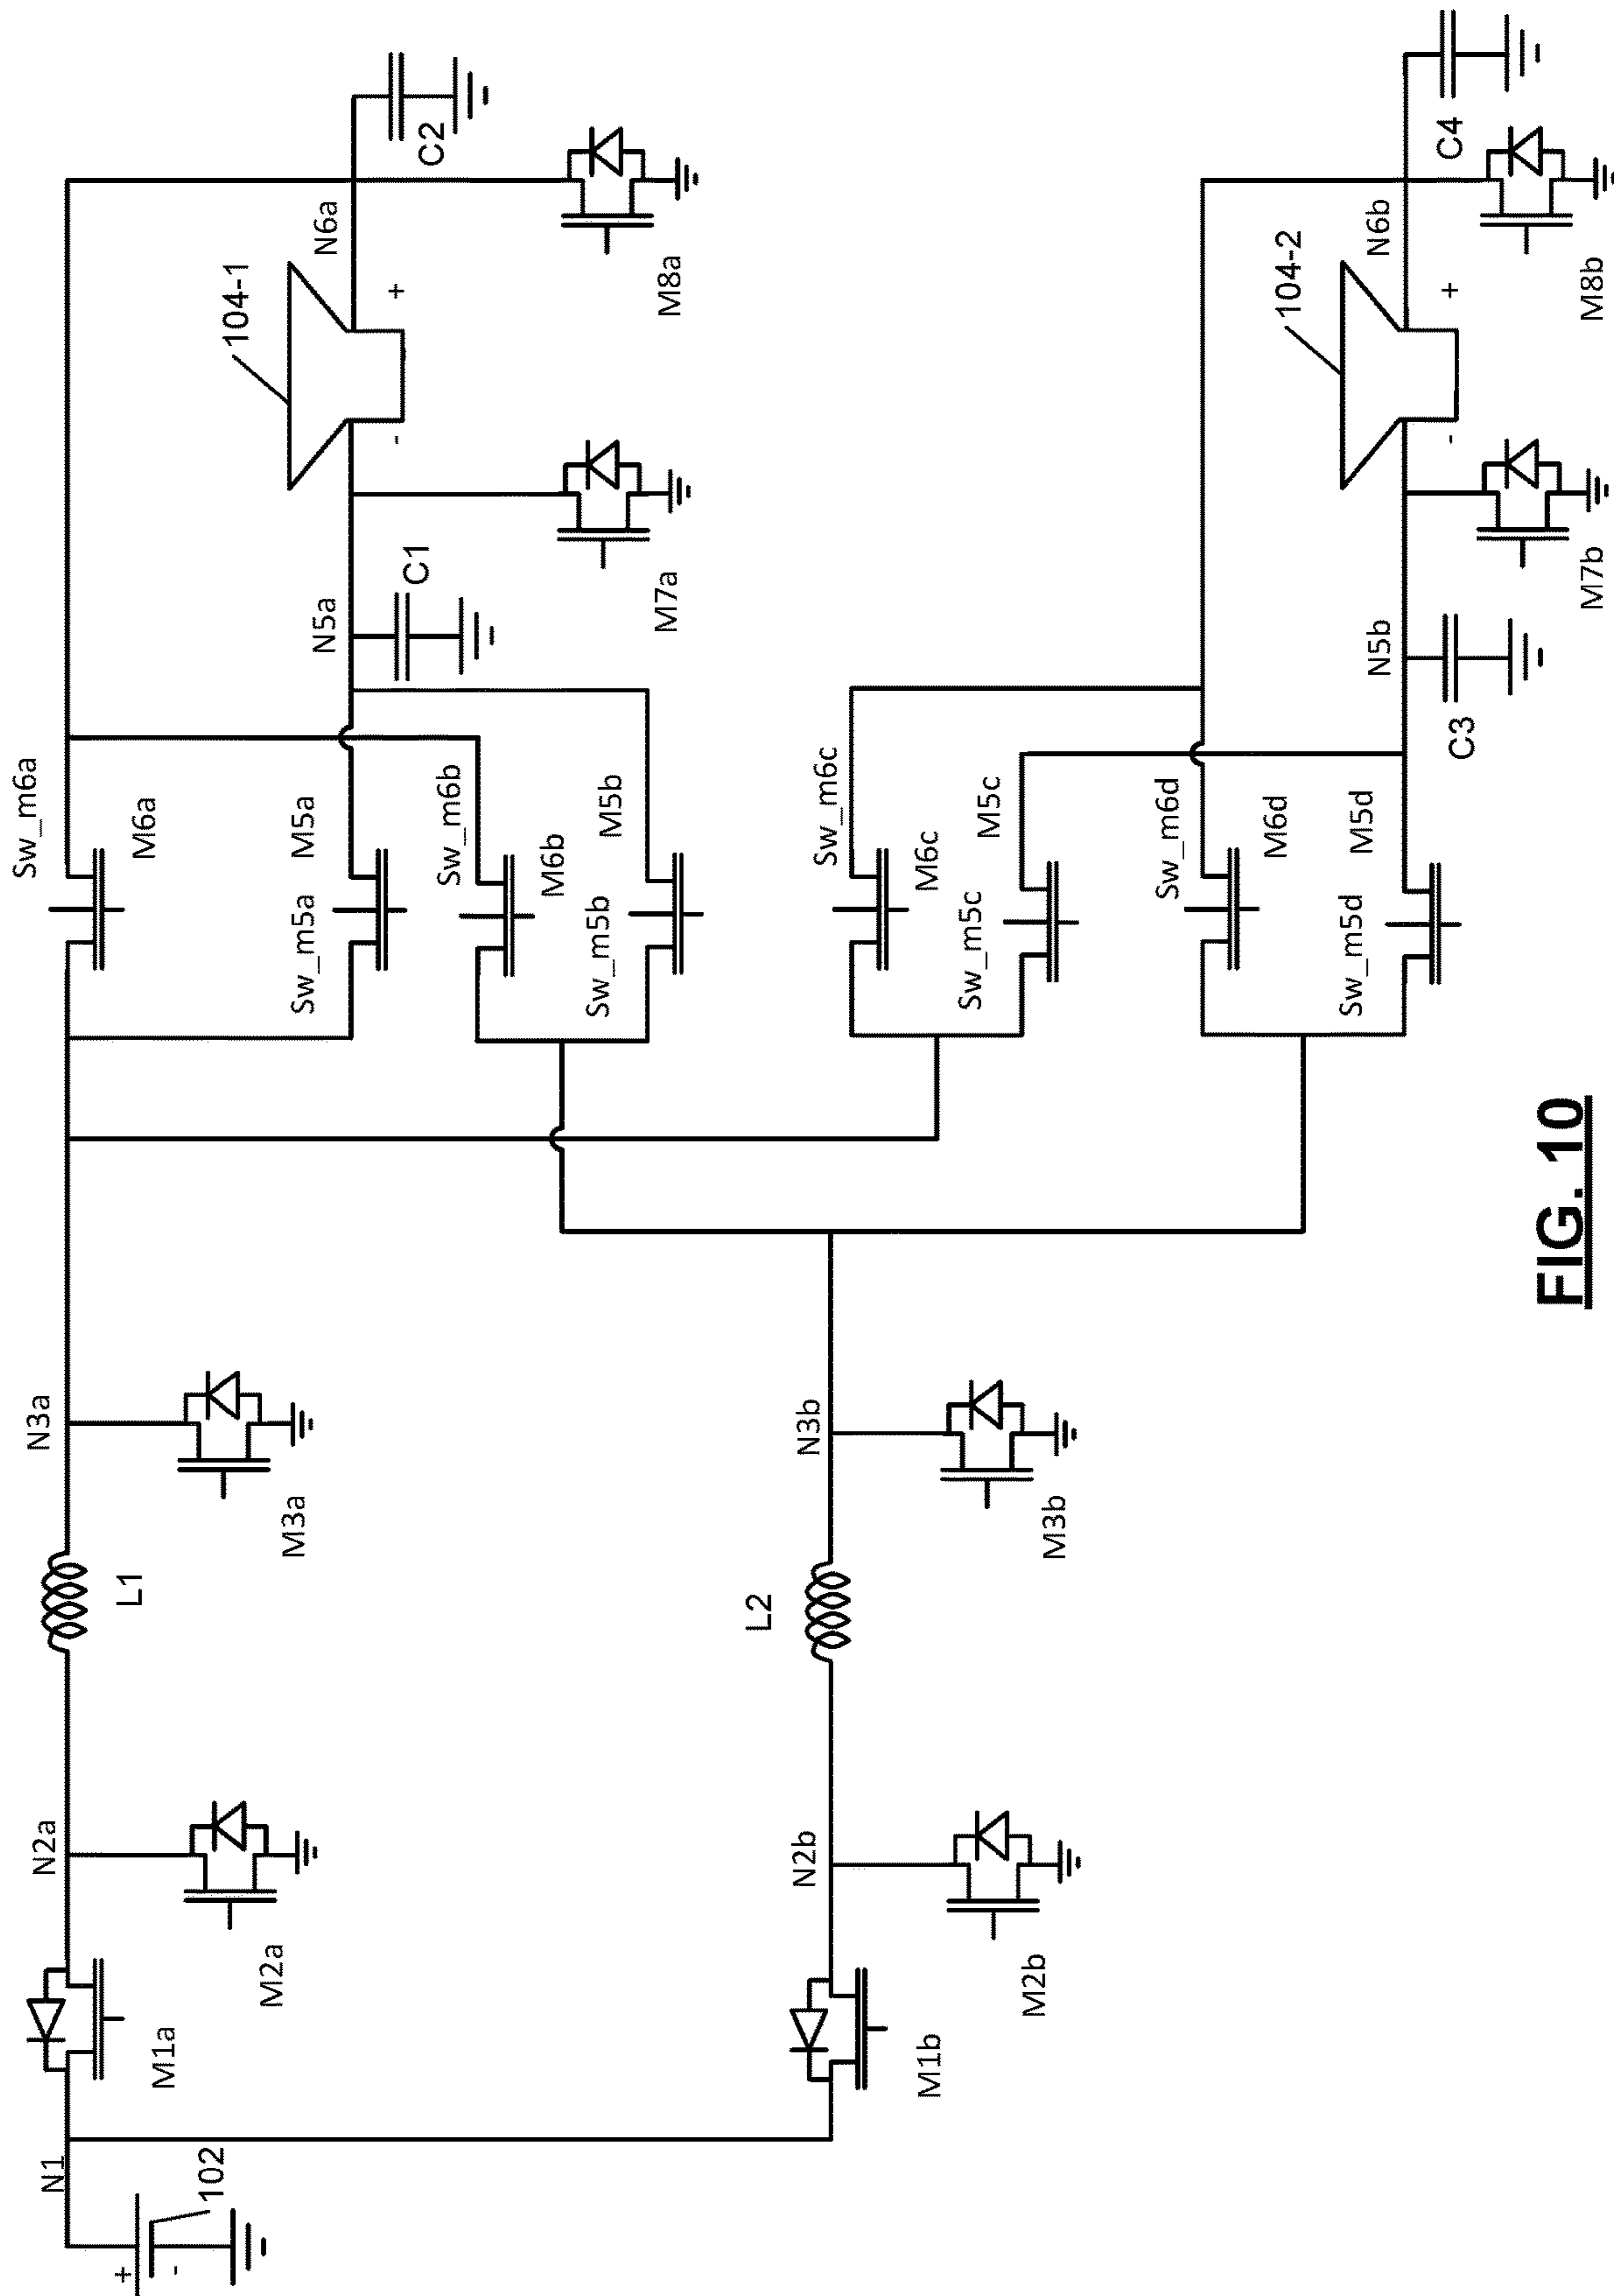 N1
+
-
102
M1a
N2a
M2a
L1
N3a
M3a
Sw_m6a
M6a
Sw_m5a
M5a
Sw_m6b
M6b
Sw_m5b
M5b
N5a
C1
M7a
104-1
-
+
N6a
C2
M8a
M1b
N2b
M2b
L2
N3b
M3b
Sw_m6c
M6c
Sw_m5c
M5c
Sw_m6d
M6d
Sw_m5d
M5d
N5b
C3
M7b
104-2
-
+
N6b
C4
M8b
FIG. 10